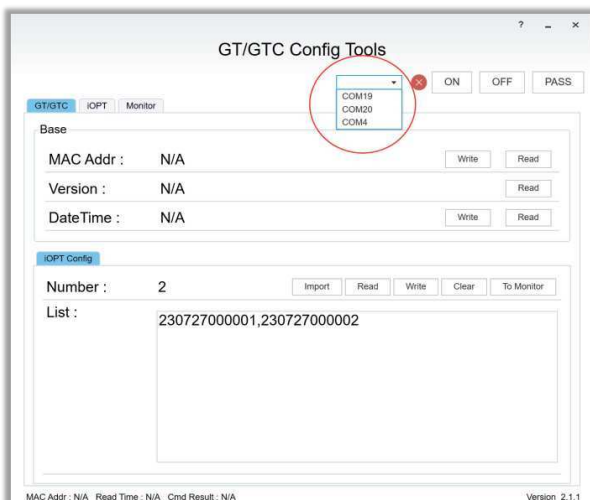 ? – ×
GT/GTC Config Tools
ON OFF PASS
COM19
COM20
COM4
GT/GTC iOPT Monitor
Base
MAC Addr : N/A Write Read
Version : N/A Read
DateTime : N/A Write Read
iOPT Config
Number : 2 Import Read Write Clear To Monitor
List :
230727000001,230727000002
MAC Addr : N/A Read Time : N/A Cmd Result : N/A Version 2.1.1